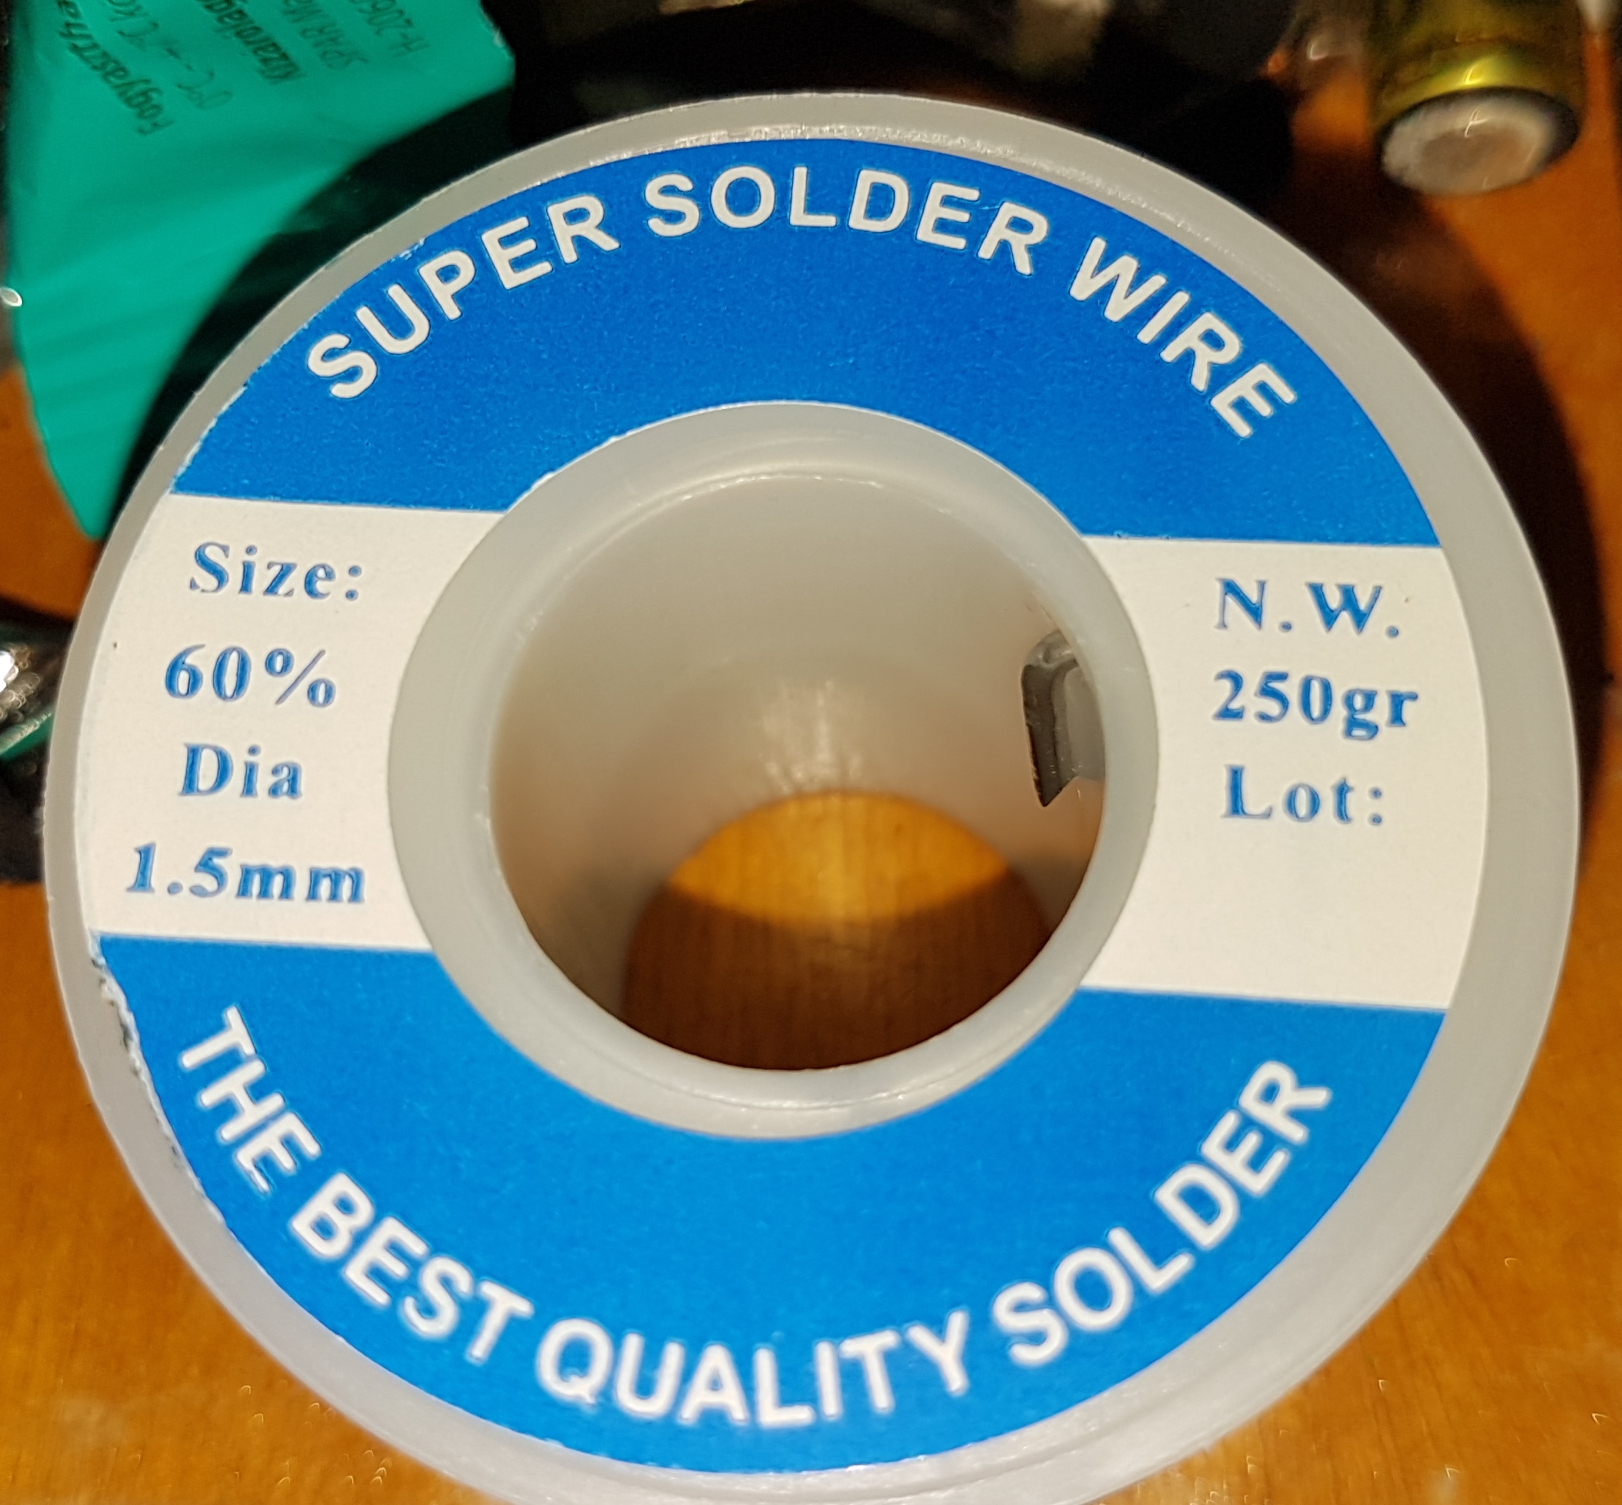 SUPER SOLDER WIRE
Size:
60%
Dia
1.5mm
N.W.
250gr
Lot:
THE BEST QUALITY SOLDER